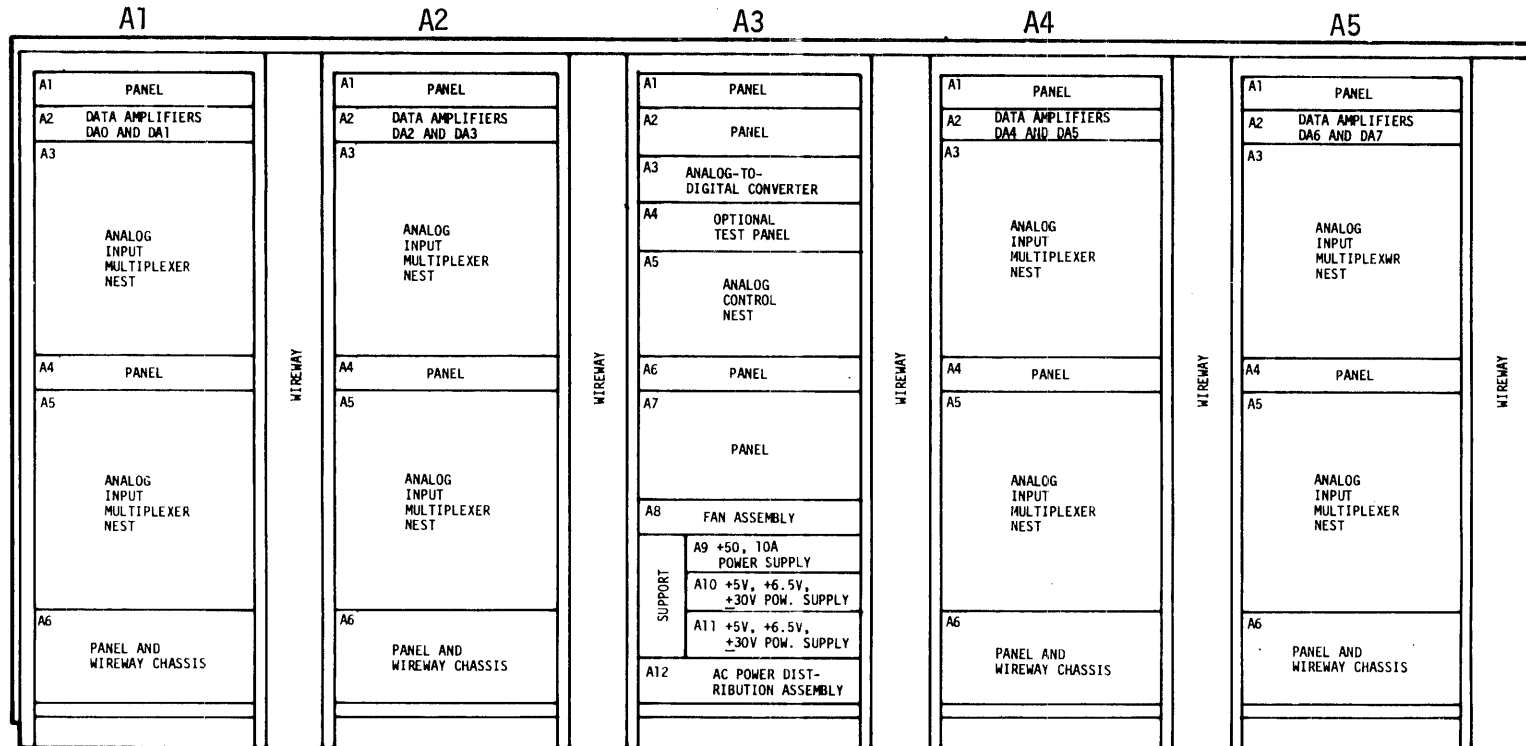 A1
A2
A3
A4
A5
A1 PANEL
A2 DATA AMPLIFIERS
DA0 AND DA1
A3
ANALOG
INPUT
MULTIPLEXER
NEST
A4 PANEL
A5
ANALOG
INPUT
MULTIPLEXER
NEST
A6
PANEL AND
WIREWAY CHASSIS
WIREWAY
A1 PANEL
A2 DATA AMPLIFIERS
DA2 AND DA3
A3
ANALOG
INPUT
MULTIPLEXER
NEST
A4 PANEL
A5
ANALOG
INPUT
MULTIPLEXER
NEST
A6
PANEL AND
WIREWAY CHASSIS
WIREWAY
A1 PANEL
A2
PANEL
A3 ANALOG-TO-
DIGITAL CONVERTER
A4 OPTIONAL
TEST PANEL
A5
ANALOG
CONTROL
NEST
A6 PANEL
A7
PANEL
A8 FAN ASSEMBLY
SUPPORT
A9 +50, 10A
POWER SUPPLY
A10 +5V, +6.5V,
±30V POW. SUPPLY
A11 +5V, +6.5V,
±30V POW. SUPPLY
A12 AC POWER DIST-
RIBUTION ASSEMBLY
WIREWAY
A1 PANEL
A2 DATA AMPLIFIERS
DA4 AND DA5
A3
ANALOG
INPUT
MULTIPLEXER
NEST
A4 PANEL
A5
ANALOG
INPUT
MULTIPLEXER
NEST
A6
PANEL AND
WIREWAY CHASSIS
WIREWAY
A1 PANEL
A2 DATA AMPLIFIERS
DA6 AND DA7
A3
ANALOG
INPUT
MULTIPLEXWR
NEST
A4 PANEL
A5
ANALOG
INPUT
MULTIPLEXER
NEST
A6
PANEL AND
WIREWAY CHASSIS
WIREWAY